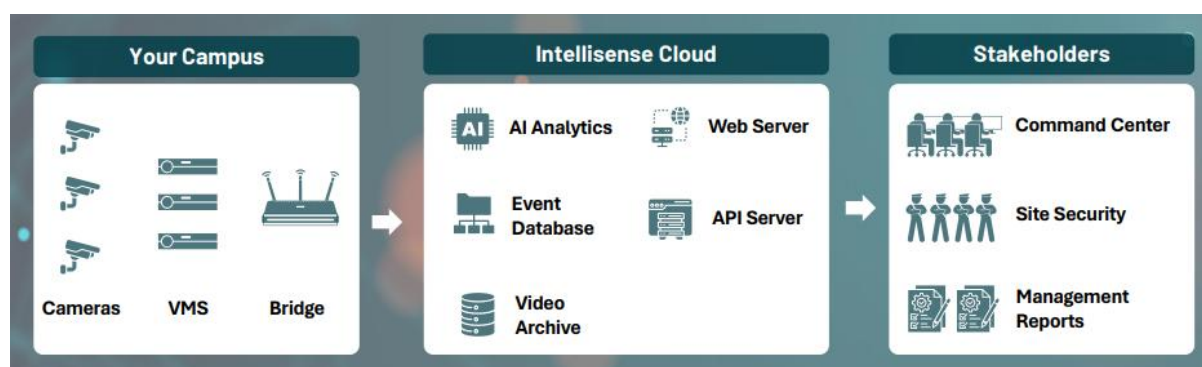 Your Campus
Cameras
VMS
Bridge
Intellisense Cloud
AI
AI Analytics
Web Server
Event
Database
API Server
Video
Archive
Stakeholders
Command Center
Site Security
Management
Reports